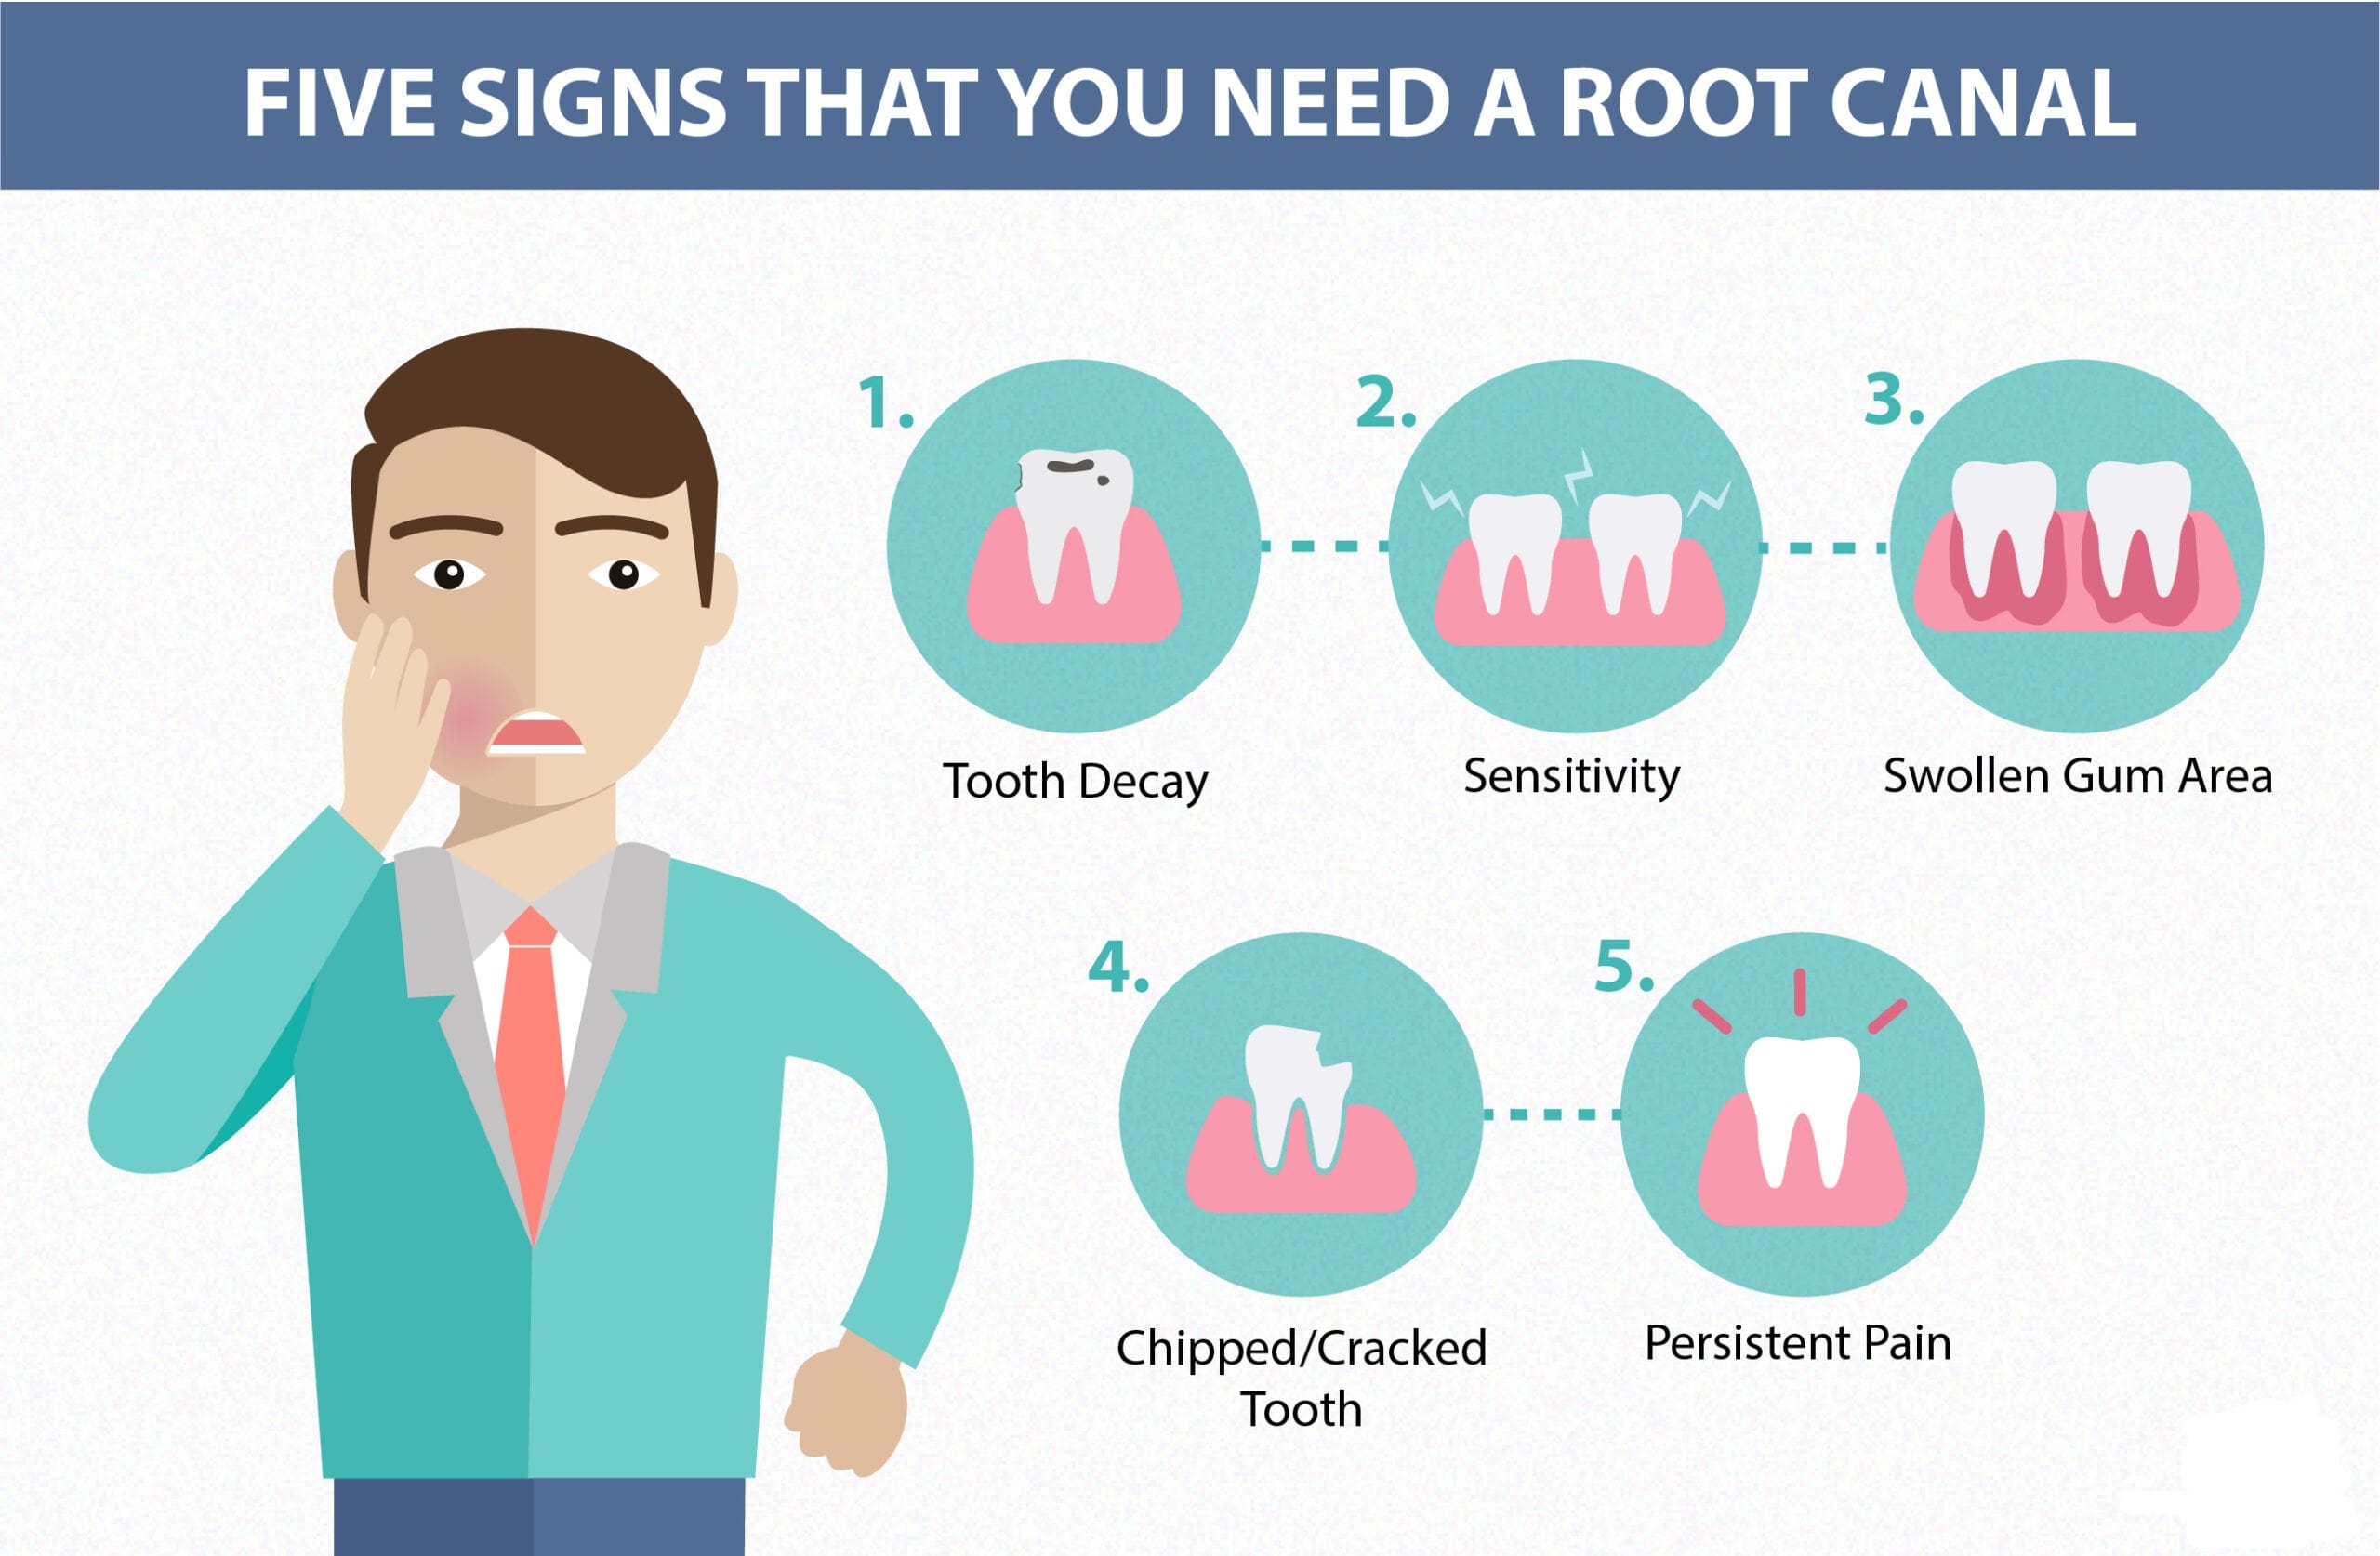 FIVE SIGNS THAT YOU NEED A ROOT CANAL
1.
Tooth Decay
2.
Sensitivity
3.
Swollen Gum Area
4.
Chipped/Cracked
Tooth
5.
Persistent Pain